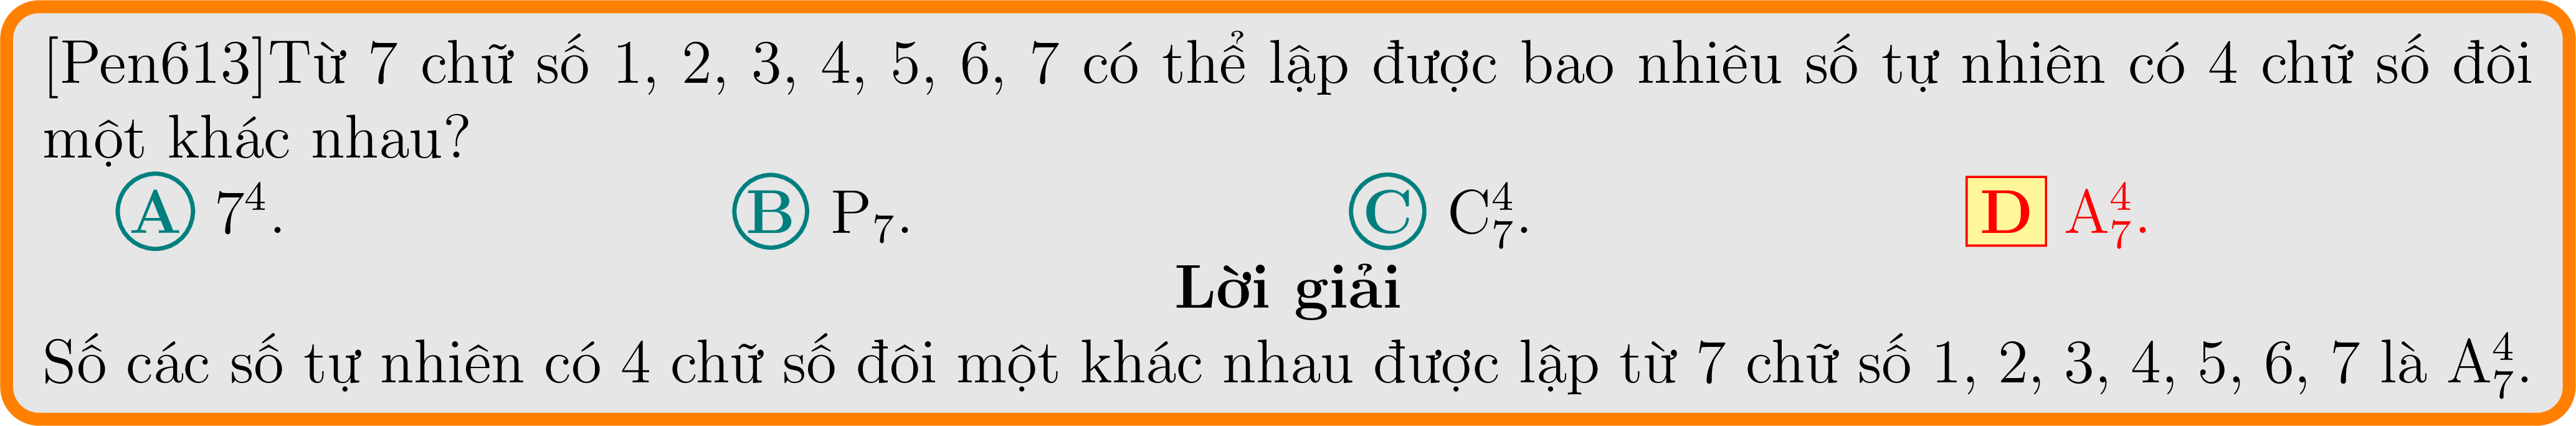 [Pen613]Từ 7 chữ số 1, 2, 3, 4, 5, 6, 7 có thể lập được bao nhiêu số tự nhiên có 4 chữ số đôi
một khác nhau?
A 7⁴. B P₇. C C₇⁴. D A₇⁴.
Lời giải
Số các số tự nhiên có 4 chữ số đôi một khác nhau được lập từ 7 chữ số 1, 2, 3, 4, 5, 6, 7 là A₇⁴.